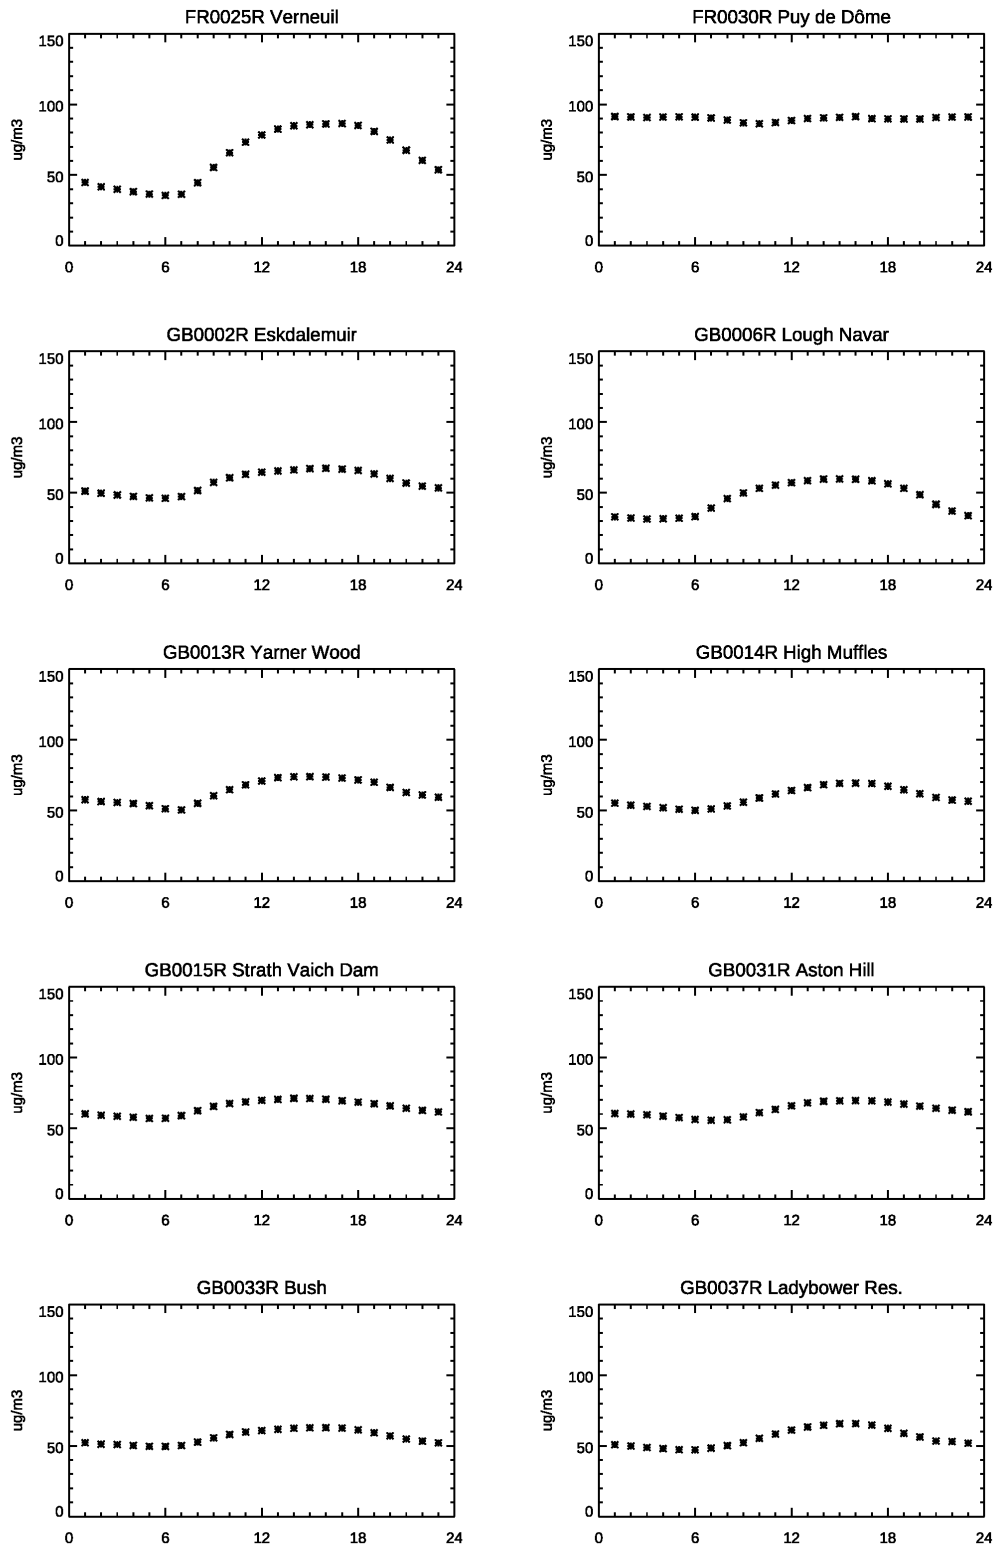 FR0025R Verneuil
150
100
50
0
ug/m3
0 6 12 18 24
FR0030R Puy de Dôme
150
100
50
0
ug/m3
0 6 12 18 24
GB0002R Eskdalemuir
150
100
50
0
ug/m3
0 6 12 18 24
GB0006R Lough Navar
150
100
50
0
ug/m3
0 6 12 18 24
GB0013R Yarner Wood
150
100
50
0
ug/m3
0 6 12 18 24
GB0014R High Muffles
150
100
50
0
ug/m3
0 6 12 18 24
GB0015R Strath Vaich Dam
150
100
50
0
ug/m3
0 6 12 18 24
GB0031R Aston Hill
150
100
50
0
ug/m3
0 6 12 18 24
GB0033R Bush
150
100
50
0
ug/m3
0 6 12 18 24
GB0037R Ladybower Res.
150
100
50
0
ug/m3
0 6 12 18 24